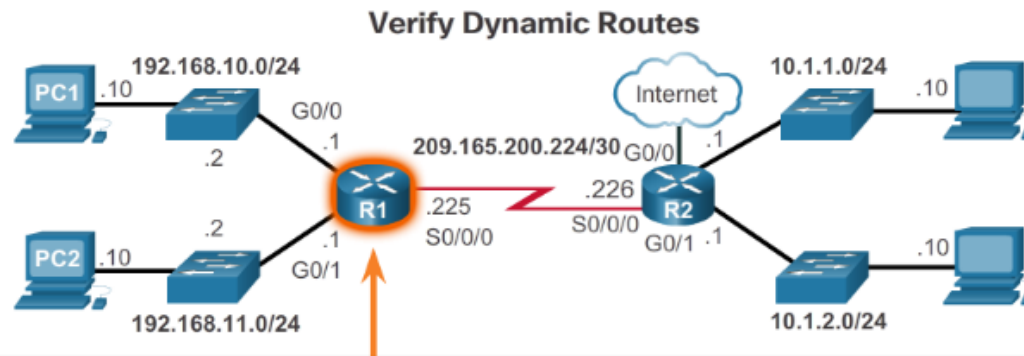 Verify Dynamic Routes
192.168.10.0/24
10.1.1.0/24
PC1
.10
G0/0
.1
.2
Internet
.10
209.165.200.224/30
G0/0
.1
R1
.225
S0/0/0
.226
S0/0/0
R2
G0/1
.1
PC2
.10
.2
.1
G0/1
192.168.11.0/24
.10
10.1.2.0/24